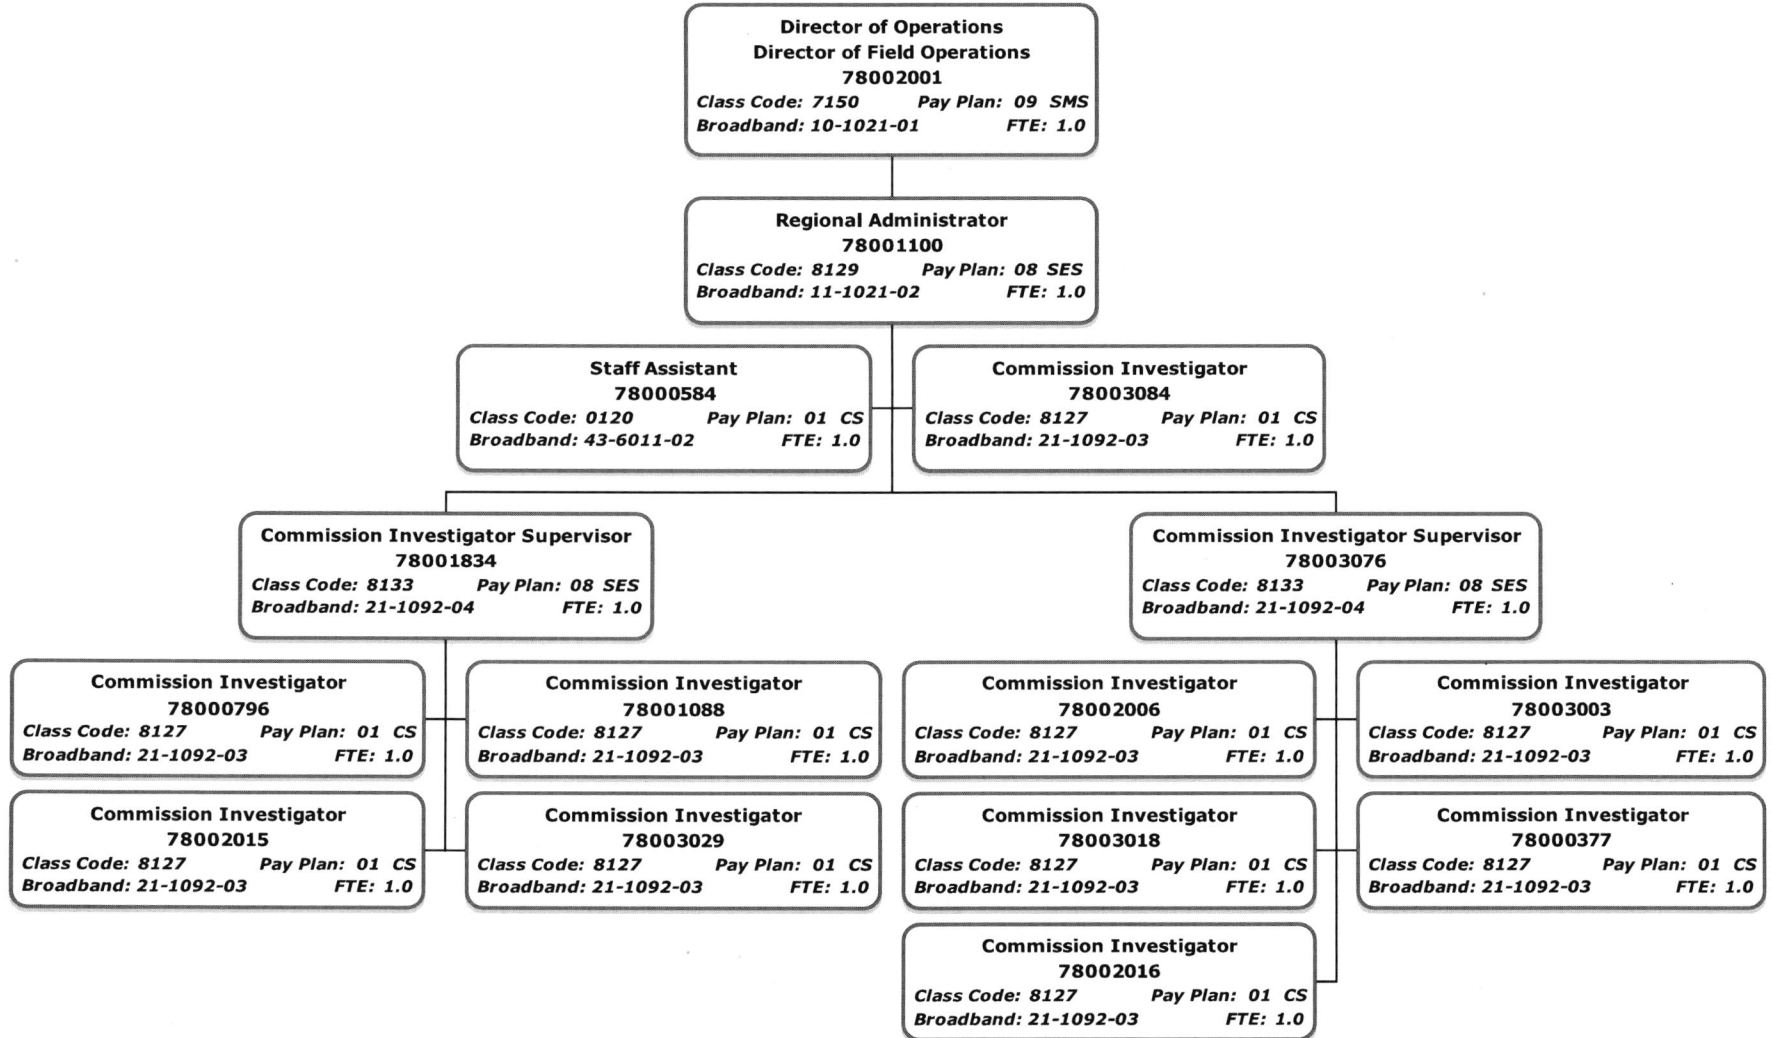 Director of Operations
Director of Field Operations
78002001
Class Code: 7150 Pay Plan: 09 SMS
Broadband: 10-1021-01 FTE: 1.0
Regional Administrator
78001100
Class Code: 8129 Pay Plan: 08 SES
Broadband: 11-1021-02 FTE: 1.0
Staff Assistant
78000584
Class Code: 0120 Pay Plan: 01 CS
Broadband: 43-6011-02 FTE: 1.0
Commission Investigator
78003084
Class Code: 8127 Pay Plan: 01 CS
Broadband: 21-1092-03 FTE: 1.0
Commission Investigator Supervisor
78001834
Class Code: 8133 Pay Plan: 08 SES
Broadband: 21-1092-04 FTE: 1.0
Commission Investigator Supervisor
78003076
Class Code: 8133 Pay Plan: 08 SES
Broadband: 21-1092-04 FTE: 1.0
Commission Investigator
78000796
Class Code: 8127 Pay Plan: 01 CS
Broadband: 21-1092-03 FTE: 1.0
Commission Investigator
78001088
Class Code: 8127 Pay Plan: 01 CS
Broadband: 21-1092-03 FTE: 1.0
Commission Investigator
78002006
Class Code: 8127 Pay Plan: 01 CS
Broadband: 21-1092-03 FTE: 1.0
Commission Investigator
78003003
Class Code: 8127 Pay Plan: 01 CS
Broadband: 21-1092-03 FTE: 1.0
Commission Investigator
78002015
Class Code: 8127 Pay Plan: 01 CS
Broadband: 21-1092-03 FTE: 1.0
Commission Investigator
78003029
Class Code: 8127 Pay Plan: 01 CS
Broadband: 21-1092-03 FTE: 1.0
Commission Investigator
78003018
Class Code: 8127 Pay Plan: 01 CS
Broadband: 21-1092-03 FTE: 1.0
Commission Investigator
78000377
Class Code: 8127 Pay Plan: 01 CS
Broadband: 21-1092-03 FTE: 1.0
Commission Investigator
78002016
Class Code: 8127 Pay Plan: 01 CS
Broadband: 21-1092-03 FTE: 1.0